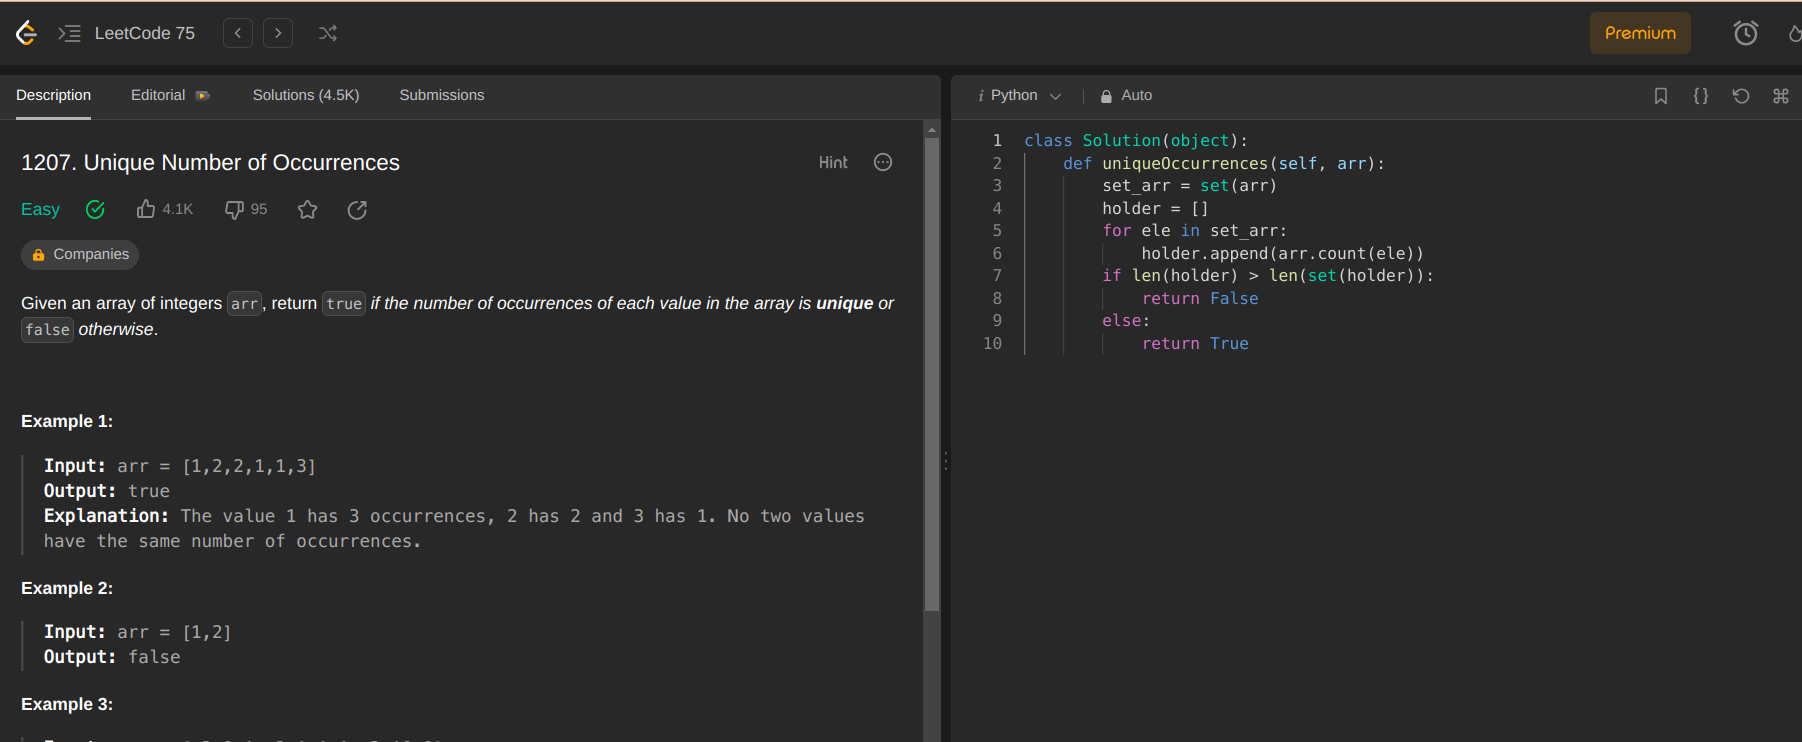 LeetCode 75
Premium
Description Editorial Solutions (4.5K) Submissions
1207. Unique Number of Occurrences
Hint
Easy 4.1K 95
Companies
Given an array of integers arr, return true if the number of occurrences of each value in the array is unique or
false otherwise.
Example 1:
Input: arr = [1,2,2,1,1,3]
Output: true
Explanation: The value 1 has 3 occurrences, 2 has 2 and 3 has 1. No two values
have the same number of occurrences.
Example 2:
Input: arr = [1,2]
Output: false
Example 3:
i Python Auto
1 class Solution(object):
2 def uniqueOccurrences(self, arr):
3 set_arr = set(arr)
4 holder = []
5 for ele in set_arr:
6 holder.append(arr.count(ele))
7 if len(holder) > len(set(holder)):
8 return False
9 else:
10 return True